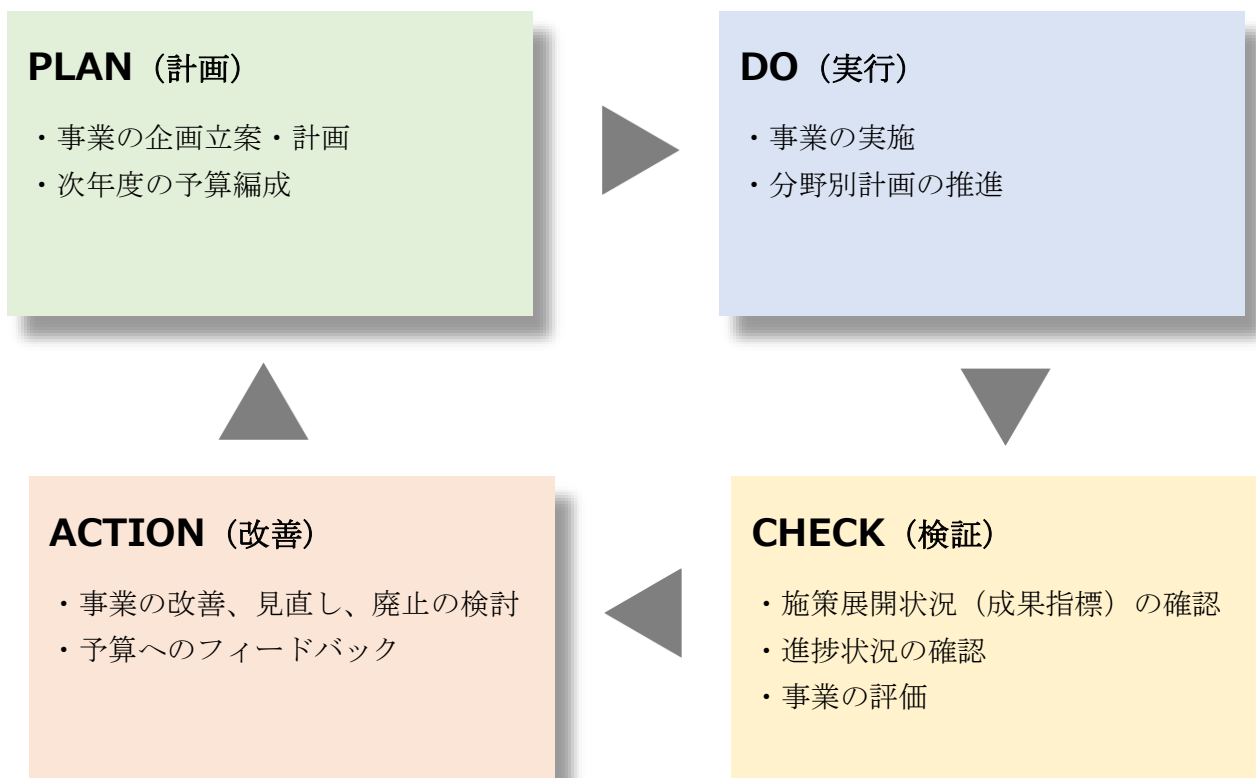 PLAN（計画）
・事業の企画立案・計画
・次年度の予算編成
DO（実行）
・事業の実施
・分野別計画の推進
ACTION（改善）
・事業の改善、見直し、廃止の検討
・予算へのフィードバック
CHECK（検証）
・施策展開状況（成果指標）の確認
・進捗状況の確認
・事業の評価